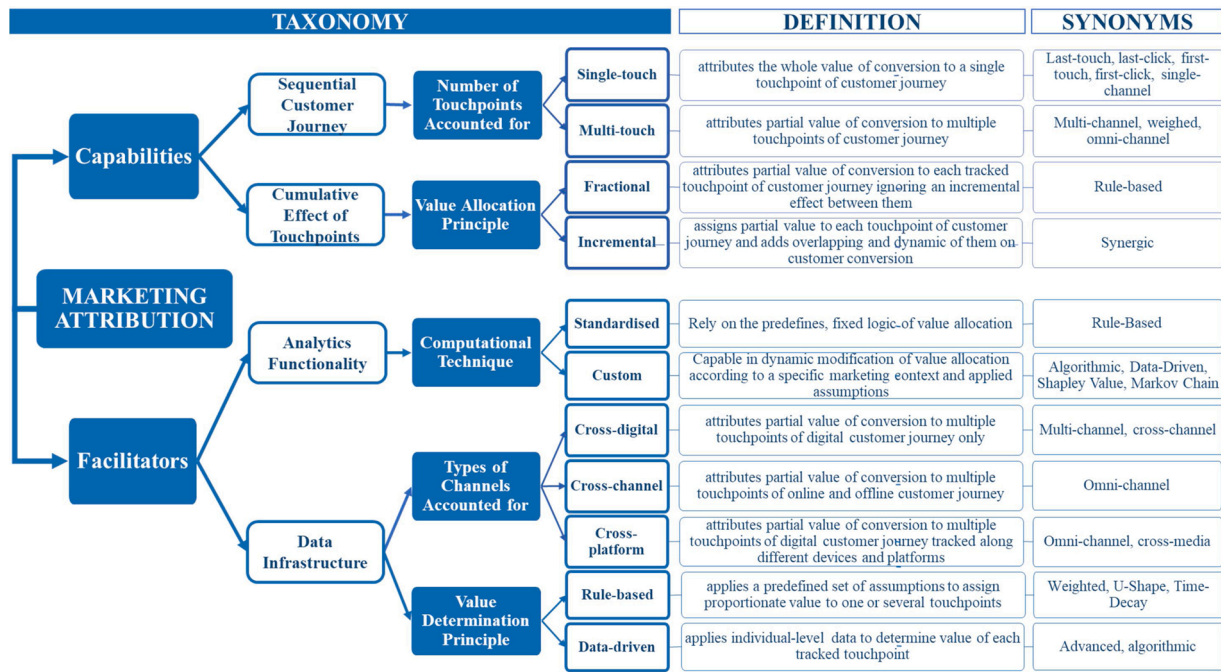 TAXONOMY
DEFINITION
SYNONYMS
MARKETING
ATTRIBUTION
Capabilities
Sequential
Customer
Journey
Number of
Touchpoints
Accounted for
Single-touch
attributes the whole value of conversion to a single
touchpoint of customer journey
Last-touch, last-click, first-
touch, first-click, single-
channel
Multi-touch
attributes partial value of conversion to multiple
touchpoints of customer journey
Multi-channel, weighed,
omni-channel
Cumulative
Effect of
Touchpoints
Value Allocation
Principle
Fractional
attributes partial value of conversion to each tracked
touchpoint of customer journey ignoring an incremental
effect between them
Rule-based
Incremental
assigns partial value to each touchpoint of customer
journey and adds overlapping and dynamic of them on
customer conversion
Synergic
Facilitators
Analytics
Functionality
Computational
Technique
Standardised
Rely on the predefines, fixed logic of value allocation
Rule-Based
Custom
Capable in dynamic modification of value allocation
according to a specific marketing context and applied
assumptions
Algorithmic, Data-Driven,
Shapley Value, Markov Chain
Data
Infrastructure
Types of
Channels
Accounted for
Cross-digital
attributes partial value of conversion to multiple
touchpoints of digital customer journey only
Multi-channel, cross-channel
Cross-channel
attributes partial value of conversion to multiple
touchpoints of online and offline customer journey
Omni-channel
Cross-
platform
attributes partial value of conversion to multiple
touchpoints of digital customer journey tracked along
different devices and platforms
Omni-channel, cross-media
Value
Determination
Principle
Rule-based
applies a predefined set of assumptions to assign
proportionate value to one or several touchpoints
Weighted, U-Shape, Time-
Decay
Data-driven
applies individual-level data to determine value of each
tracked touchpoint
Advanced, algorithmic